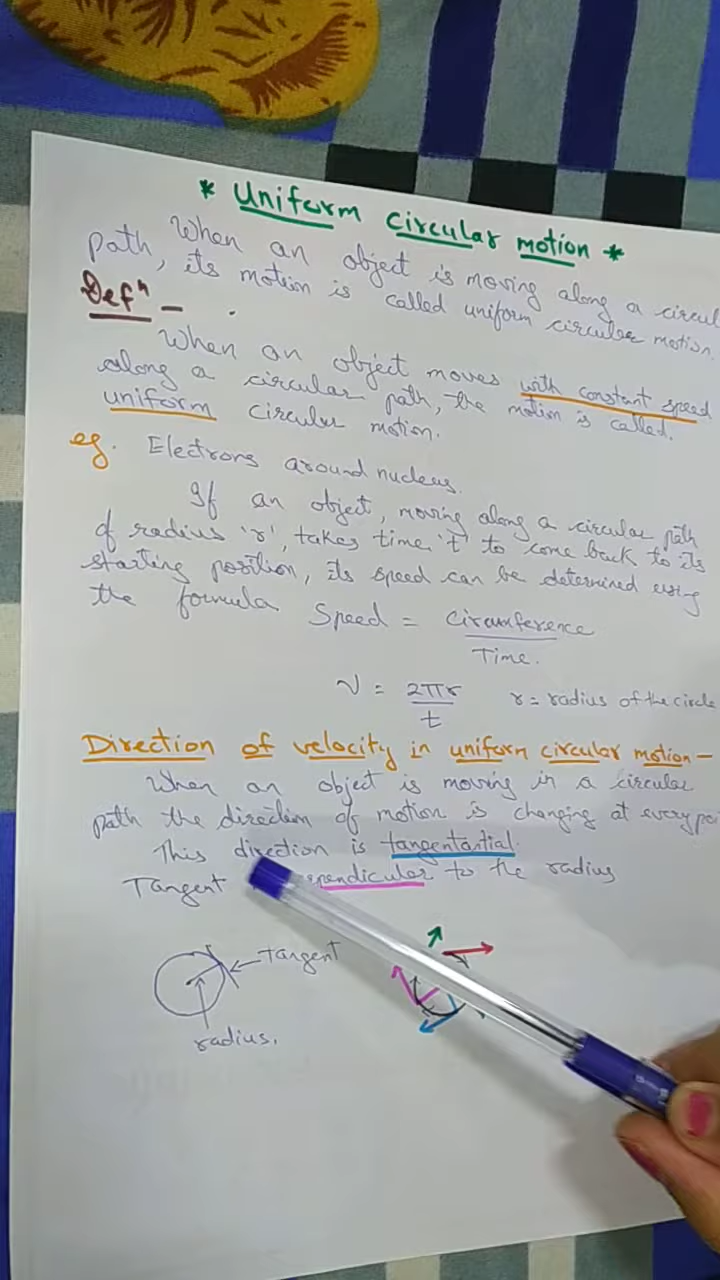 * Uniform circular motion *
When an object is moving along a circul
path, its motion is called uniform circular motion.
Defⁿ -
When an object moves with constant speed
along a circular path, the motion is called.
uniform circular motion.
eg. Electrons around nucleus.
If an object, moving along a circular path
of radius 'r', takes time 't' to come back to its
starting position, its speed can be determined using
the formula Speed = Circumference
Time.
v = 2πr r = radius of the circle
t
Direction of velocity in uniform circular motion-
When an object is moving in a circular
path the direction of motion is changing at every po
This direction is tangentantial
Tangent pendicular to the radius
Tangent
radius.